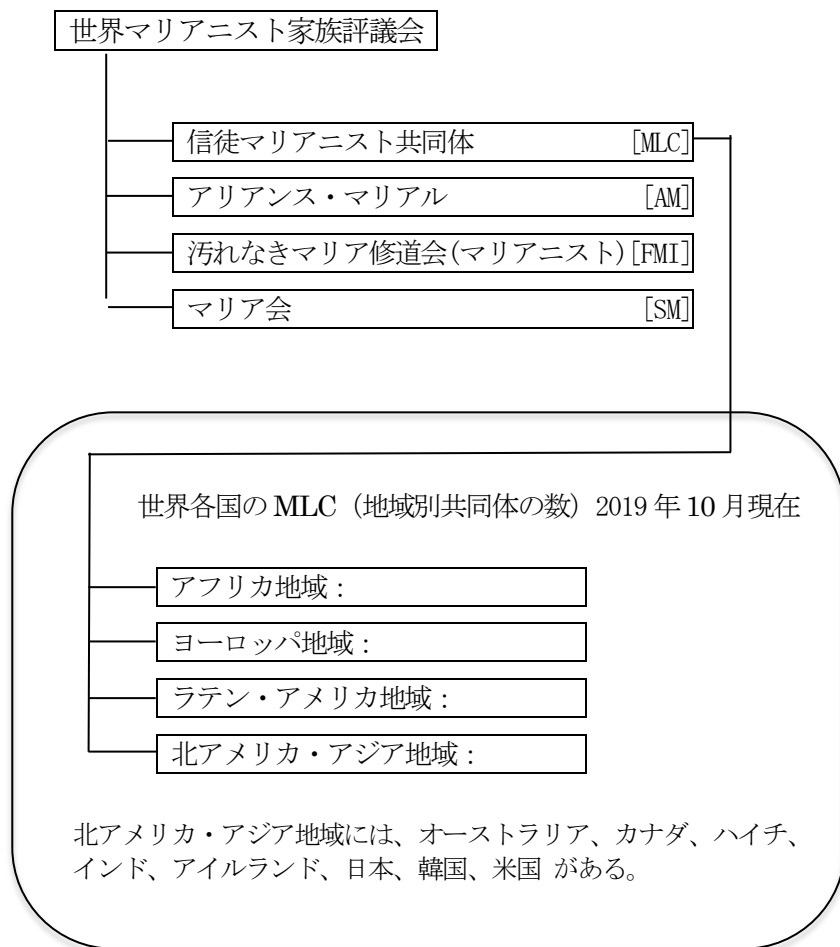 世界マリアニスト家族評議会
信徒マリアニスト共同体 [MLC]
アリアンス・マリアル [AM]
汚れなきマリア修道会(マリアニスト)[FMI]
マリア会 [SM]
世界各国の MLC（地域別共同体の数）2019 年 10 月現在
アフリカ地域：
ヨーロッパ地域：
ラテン・アメリカ地域：
北アメリカ・アジア地域：
北アメリカ・アジア地域には、オーストラリア、カナダ、ハイチ、
インド、アイルランド、日本、韓国、米国 がある。